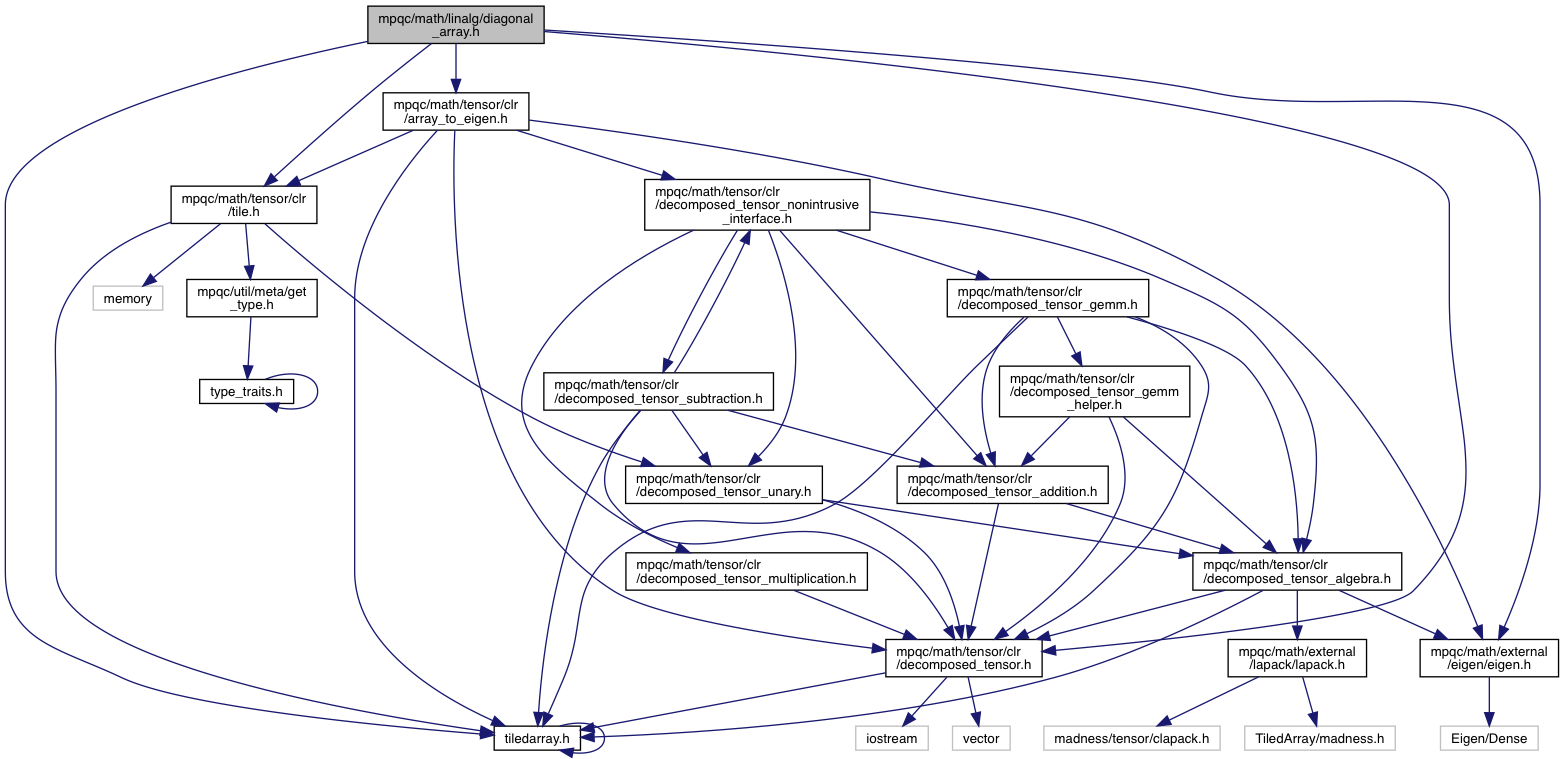 mpqc/math/linalg/diagonal
_array.h
mpqc/math/tensor/clr
/array_to_eigen.h
mpqc/math/tensor/clr
/tile.h
mpqc/math/tensor/clr
/decomposed_tensor_nonintrusive
_interface.h
memory
mpqc/util/meta/get
_type.h
mpqc/math/tensor/clr
/decomposed_tensor_gemm.h
type_traits.h
mpqc/math/tensor/clr
/decomposed_tensor_subtraction.h
mpqc/math/tensor/clr
/decomposed_tensor_gemm
_helper.h
mpqc/math/tensor/clr
/decomposed_tensor_unary.h
mpqc/math/tensor/clr
/decomposed_tensor_addition.h
mpqc/math/tensor/clr
/decomposed_tensor_multiplication.h
mpqc/math/tensor/clr
/decomposed_tensor_algebra.h
mpqc/math/tensor/clr
/decomposed_tensor.h
mpqc/math/external
/lapack/lapack.h
mpqc/math/external
/eigen/eigen.h
tiledarray.h
iostream
vector
madness/tensor/clapack.h
TiledArray/madness.h
Eigen/Dense